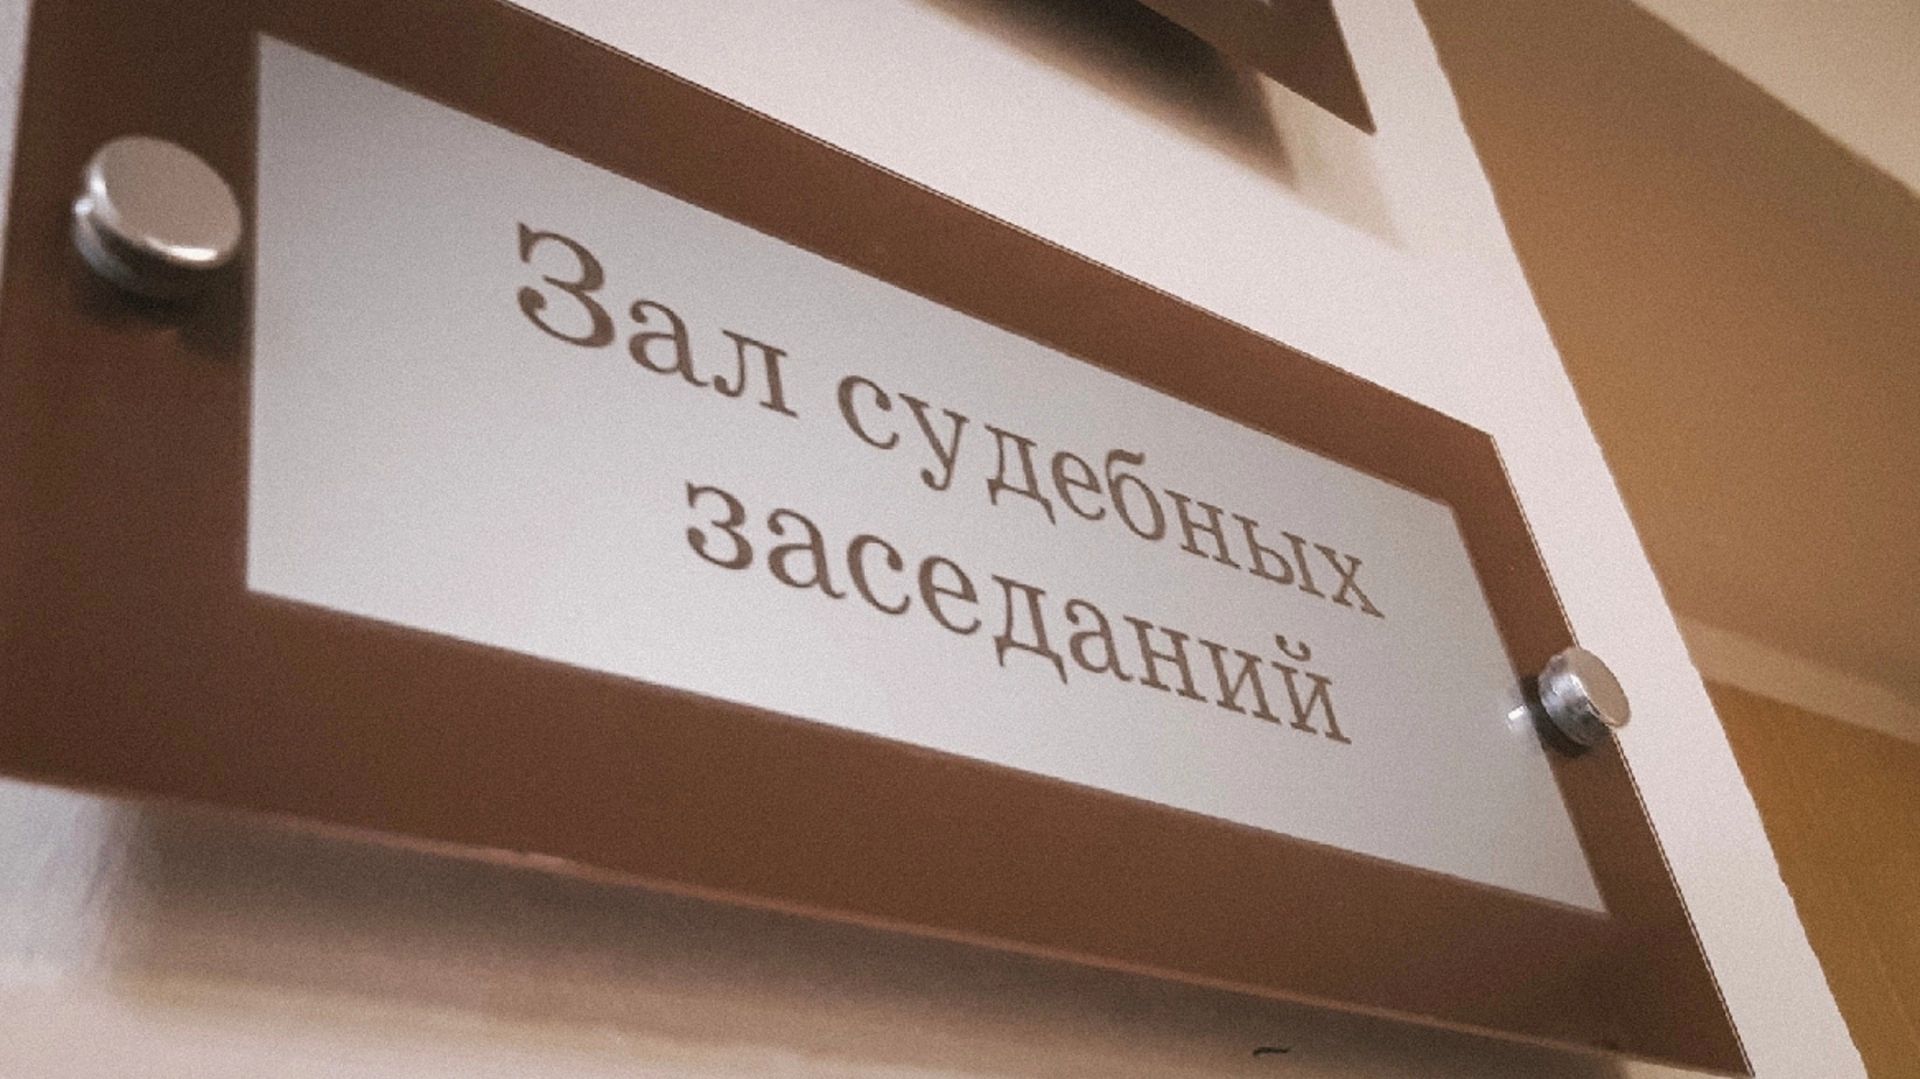 Зал судебных
заседаний